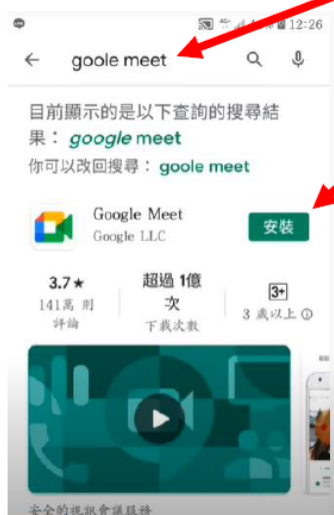 12:26
goole meet
目前顯示的是以下查詢的搜尋結
果： google meet
你可以改回搜尋： goole meet
Google Meet
Google LLC
安裝
3.7★
141萬 則
評論
超過 1億
次
下載次數
3+
3 歲以上
安全的視訊會議服務